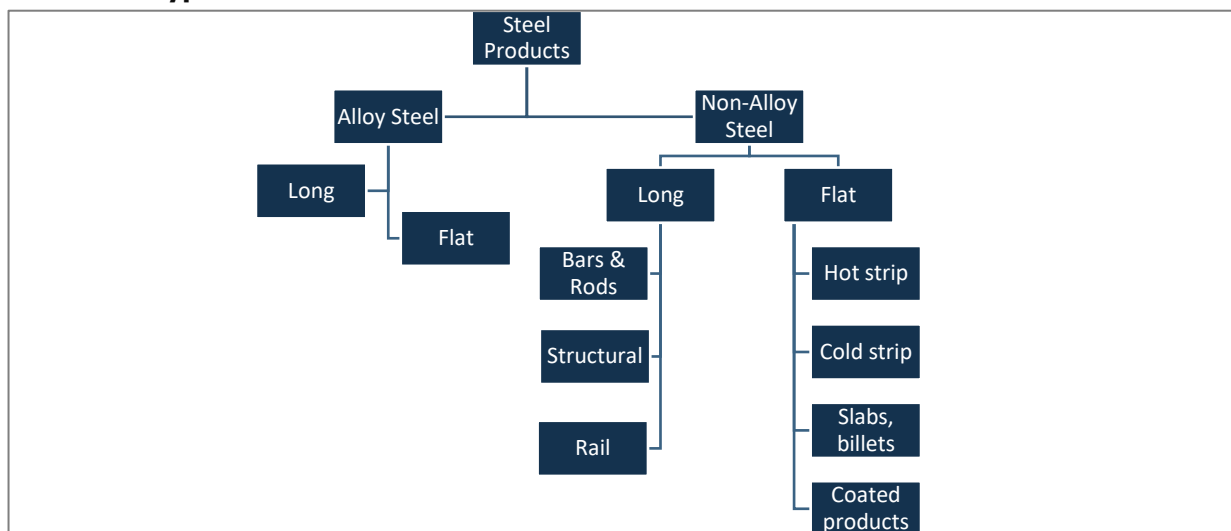 Steel
Products
Alloy Steel
Non-Alloy
Steel
Long
Flat
Long
Flat
Bars &
Rods
Structural
Rail
Hot strip
Cold strip
Slabs,
billets
Coated
products